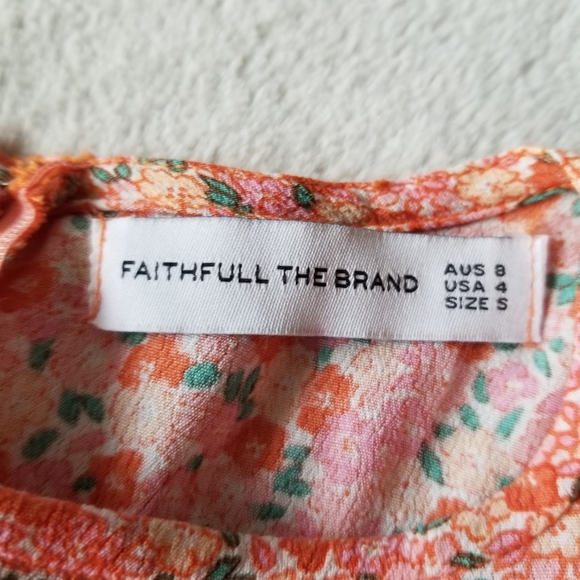 FAITHFULL THE BRAND
AUS 8
USA 4
SIZE S